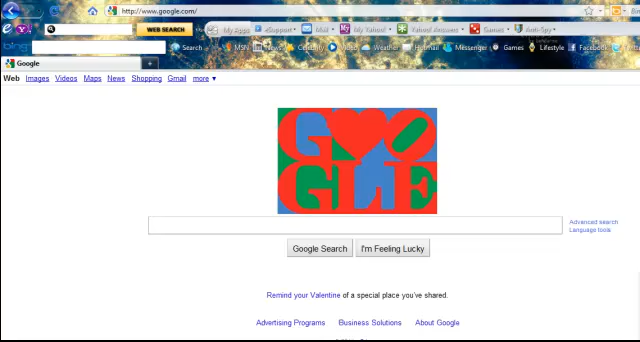 http://www.google.com/
WEB SEARCH My Apps eSupport Mail My Yahoo! Yahoo! Answers Games Anti-Spy
bing Search MSN News Celebrity Video Weather Hotmail Messenger Games Lifestyle Facebook
Google
Web Images Videos Maps News Shopping Gmail more ▼
GOOGLE
Advanced search
Language tools
Google Search I'm Feeling Lucky
Remind your Valentine of a special place you've shared.
Advertising Programs Business Solutions About Google